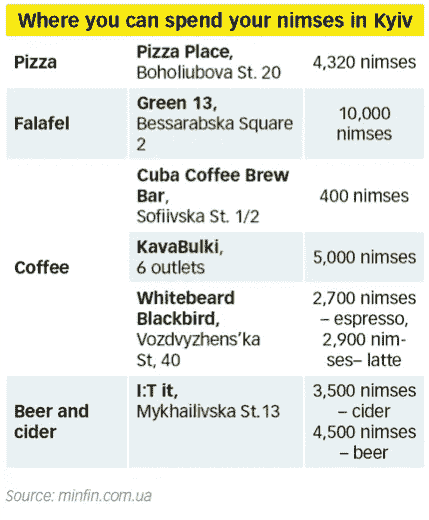 Where you can spend your nimses in Kyiv
Pizza
Pizza Place,
Boholiubova St. 20
4,320 nimses
Falafel
Green 13,
Bessarabska Square
2
10,000
nimses
Coffee
Cuba Coffee Brew
Bar,
Sofiivska St. 1/2
400 nimses
KavaBulki,
6 outlets
5,000 nimses
Whitebeard
Blackbird,
Vozdvyzhens'ka
St, 40
2,700 nimses
– espresso,
2,900 nim-
ses– latte
Beer and
cider
I:T it,
Mykhailivska St.13
3,500 nimses
– cider
4,500 nimses
– beer
Source: minfin.com.ua